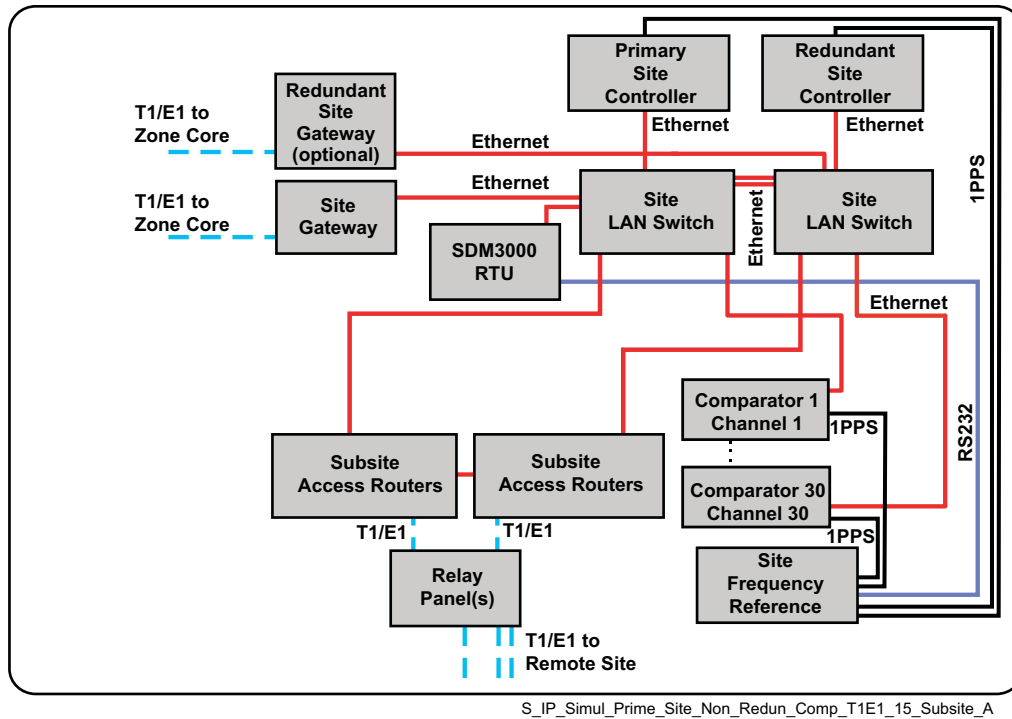 Primary
Site
Controller
Redundant
Site
Controller
Redundant
Site
Gateway
(optional)
T1/E1 to
Zone Core
Ethernet
Ethernet
Ethernet
1PPS
Ethernet
T1/E1 to
Zone Core
Site
Gateway
Site
LAN Switch
Ethernet
Site
LAN Switch
SDM3000
RTU
Ethernet
Comparator 1
Channel 1
1PPS
RS232
Subsite
Access Routers
Subsite
Access Routers
Comparator 30
Channel 30
T1/E1
T1/E1
1PPS
Relay
Panel(s)
Site
Frequency
Reference
T1/E1 to
Remote Site
S_IP_Simul_Prime_Site_Non_Redun_Comp_T1E1_15_Subsite_A